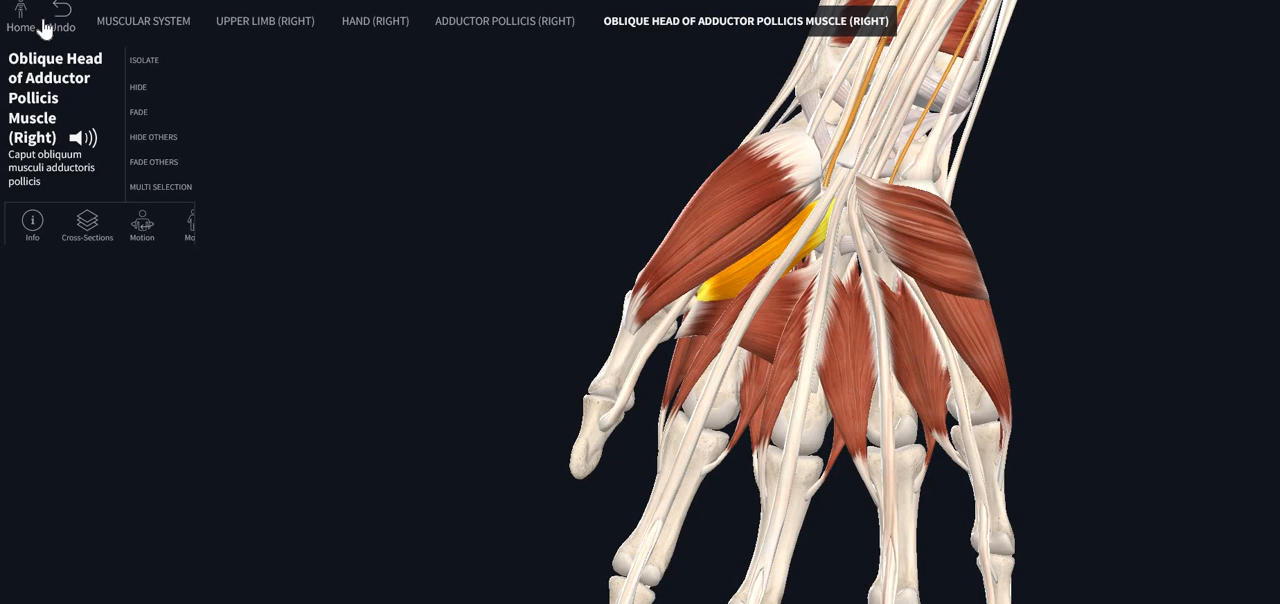 Home Undo
MUSCULAR SYSTEM UPPER LIMB (RIGHT) HAND (RIGHT) ADDUCTOR POLLICIS (RIGHT) OBLIQUE HEAD OF ADDUCTOR POLLICIS MUSCLE (RIGHT)
Oblique Head
of Adductor
Pollicis
Muscle
(Right)
Caput obliquum
musculi adductoris
pollicis
ISOLATE
HIDE
FADE
HIDE OTHERS
FADE OTHERS
MULTI SELECTION
Info Cross-Sections Motion